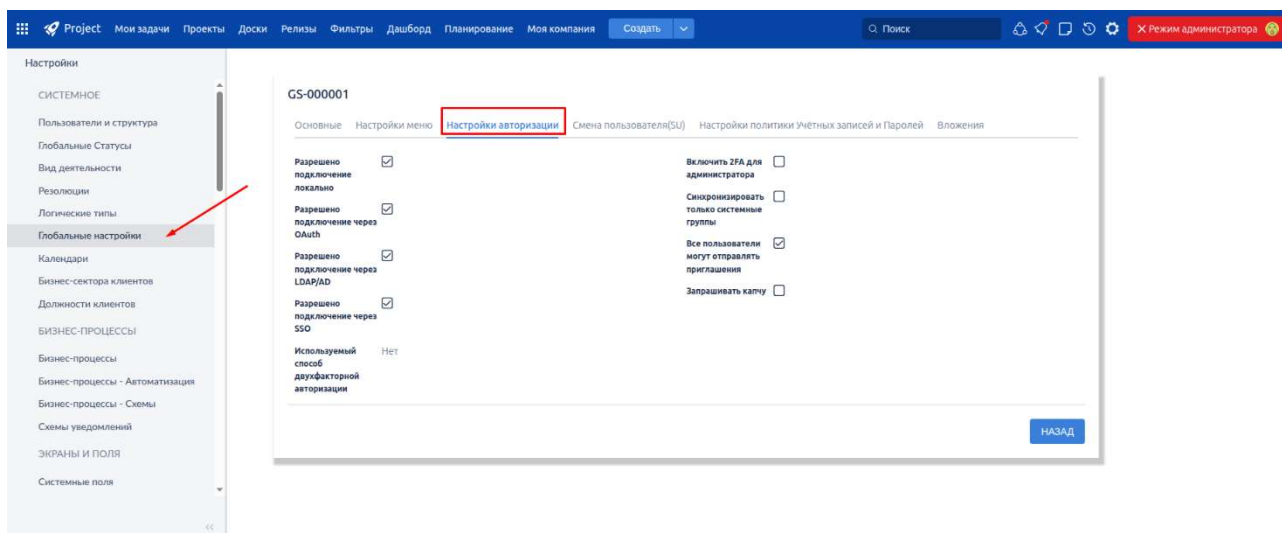 Project Мои задачи Проекты Доски Релизы Фильтры Дашборд Планирование Моя компания Создать Поиск Режим администратора
Настройки
СИСТЕМНОЕ
Пользователи и структура
Глобальные Статусы
Вид деятельности
Резолюции
Логические типы
Глобальные настройки
Календари
Бизнес-сектора клиентов
Должности клиентов
БИЗНЕС-ПРОЦЕССЫ
Бизнес-процессы
Бизнес-процессы - Автоматизация
Бизнес-процессы - Схемы
Схемы уведомлений
ЭКРАНЫ И ПОЛЯ
Системные поля
GS-000001
Основные Настройки меню Настройки авторизации Смена пользователя(SU) Настройки политики Учётных записей и Паролей Вложения
Разрешено
подключение
локально
Разрешено
подключение через
OAuth
Разрешено
подключение через
LDAP/AD
Разрешено
подключение через
SSO
Используемый
способ
двухфакторной
авторизации
Нет
Включить 2FA для
администратора
Синхронизировать
только системные
группы
Все пользователи
могут отправлять
приглашения
Запрашивать капчу
НАЗАД